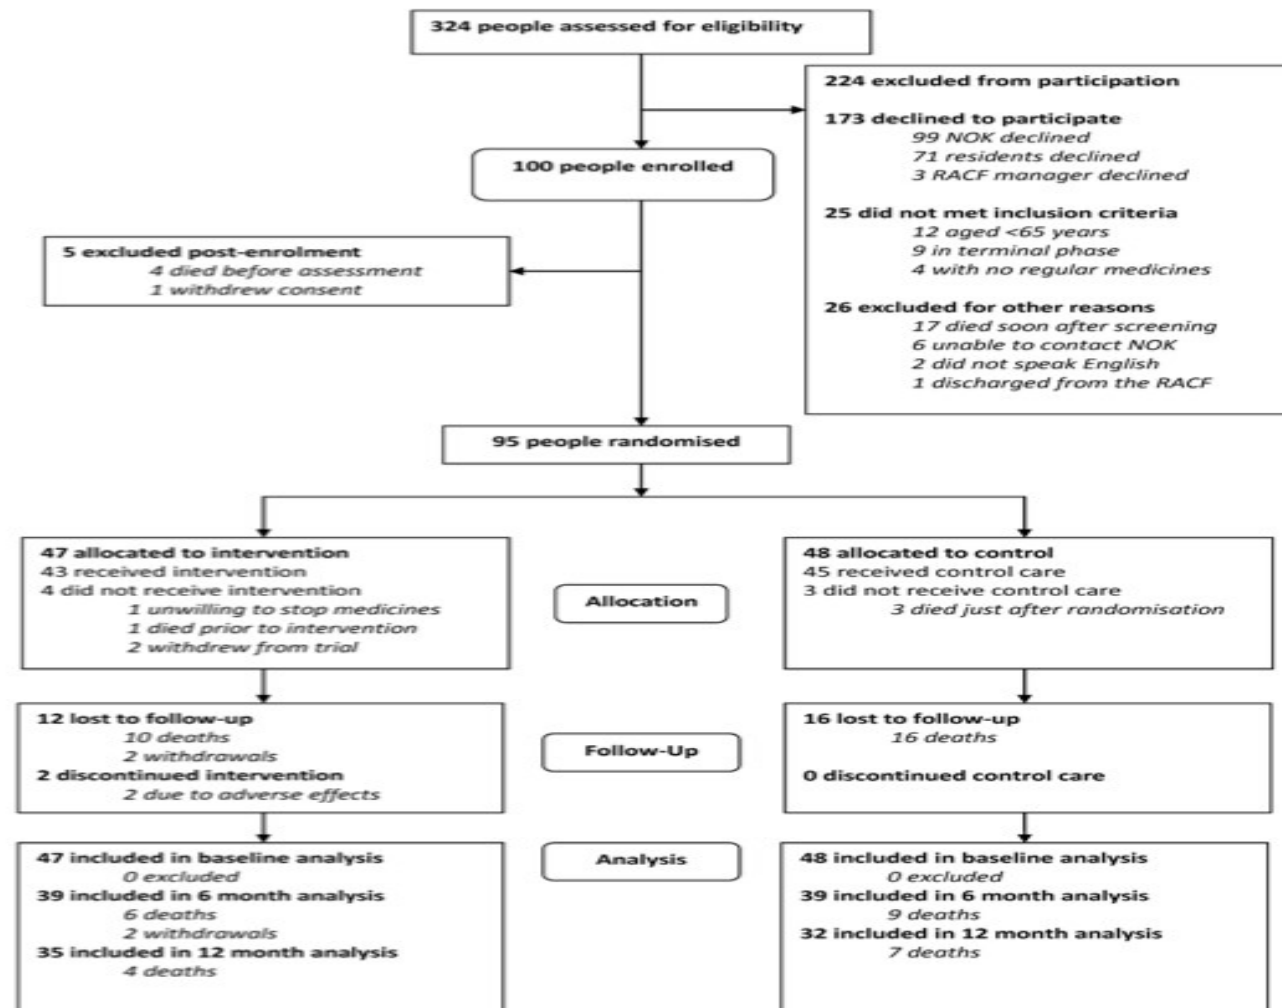 324 people assessed for eligibility
224 excluded from participation
173 declined to participate
99 NOK declined
71 residents declined
3 RACF manager declined
25 did not met inclusion criteria
12 aged <65 years
9 in terminal phase
4 with no regular medicines
26 excluded for other reasons
17 died soon after screening
6 unable to contact NOK
2 did not speak English
1 discharged from the RACF
100 people enrolled
5 excluded post-enrolment
4 died before assessment
1 withdrew consent
95 people randomised
47 allocated to intervention
43 received intervention
4 did not receive intervention
1 unwilling to stop medicines
1 died prior to intervention
2 withdrew from trial
Allocation
48 allocated to control
45 received control care
3 did not receive control care
3 died just after randomisation
12 lost to follow-up
10 deaths
2 withdrawals
2 discontinued intervention
2 due to adverse effects
Follow-Up
16 lost to follow-up
16 deaths
0 discontinued control care
47 included in baseline analysis
0 excluded
39 included in 6 month analysis
6 deaths
2 withdrawals
35 included in 12 month analysis
4 deaths
Analysis
48 included in baseline analysis
0 excluded
39 included in 6 month analysis
9 deaths
32 included in 12 month analysis
7 deaths